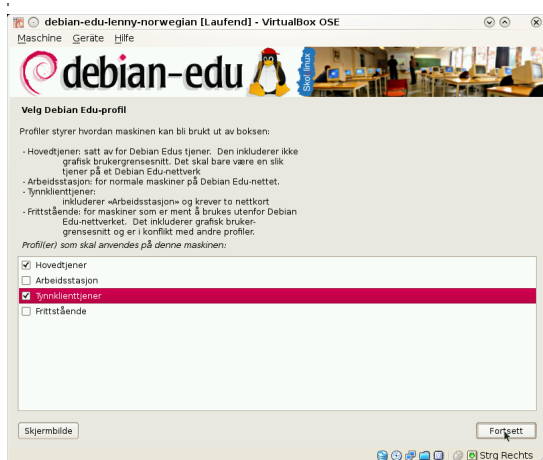 debian-edu-lenny-norwegian [Laufend] - VirtualBox OSE
Maschine Geräte Hilfe
debian-edu
Skol linux
Velg Debian Edu-profil
Profiler styrer hvordan maskinen kan bli brukt ut av boksen:
- Hovedtjener: satt av for Debian Edus tjener. Den inkluderer ikke
grafisk brukergrensesnitt. Det skal bare være en slik
tjener på et Debian Edu-nettverk
- Arbeidsstasjon: for normale maskiner på Debian Edu-nettet.
- Tynnklienttjener:
inkluderer «Arbeidsstasjon» og krever to nettkort
- Frittstående: for maskiner som er ment å brukes utenfor Debian
Edu-nettverket. Det inkluderer grafisk bruker-
grensesnitt og er i konflikt med andre profiler.
Profil(er) som skal anvendes på denne maskinen:
Hovedtjener
Arbeidsstasjon
Tynnklienttjener
Frittstående
Skjermbilde
Fortsett
Strg Rechts